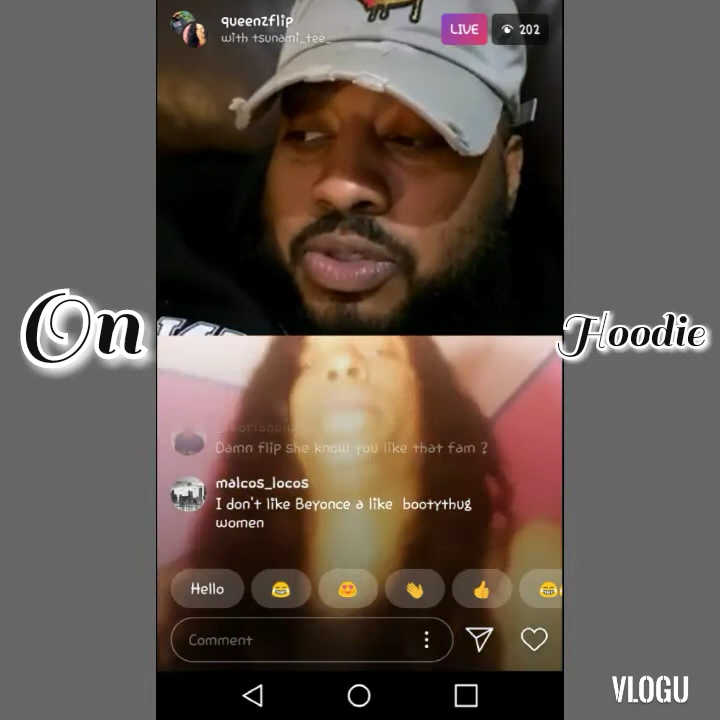 queenzflip
with tsunami_tee_
LIVE
202
On
Hoodie
Damn flip she know you like that fam ?
malcos_locos
I don't like Beyonce a like bootythug
women
Hello
Comment
VLOGU